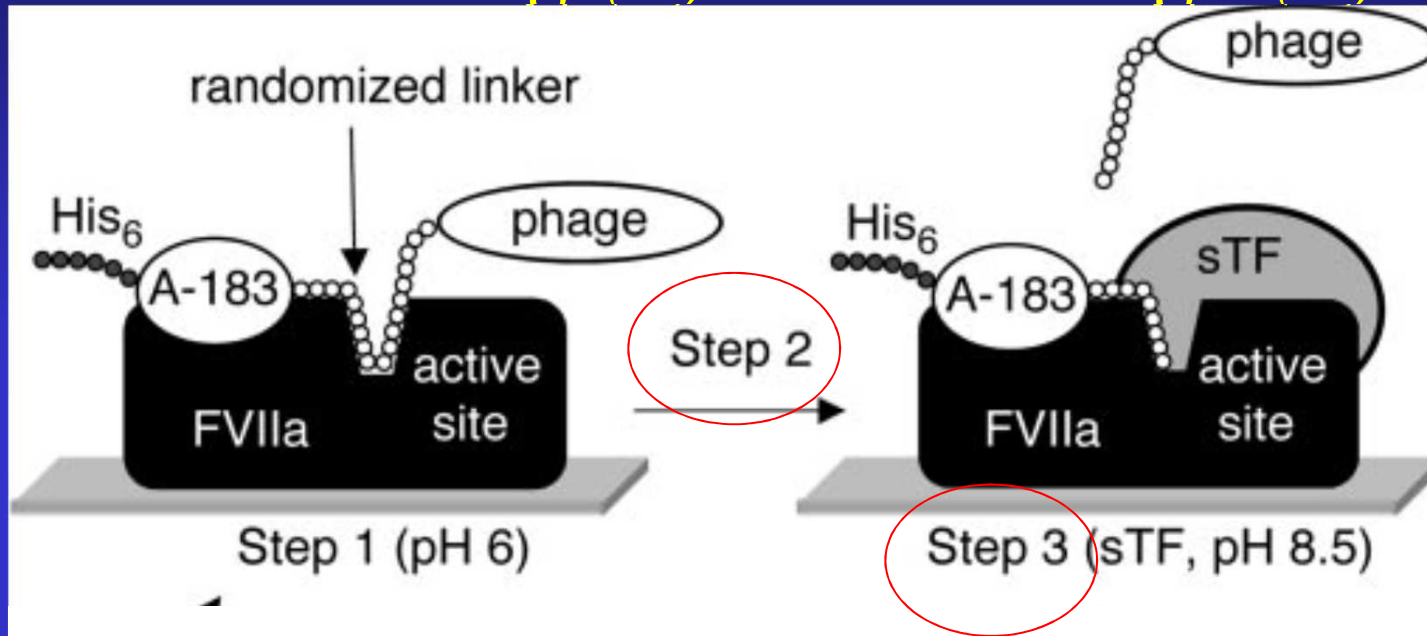 phage
randomized linker
His6
phage
A-183
active
site
FVIIa
Step 1 (pH 6)
Step 2
His6
sTF
A-183
active
site
FVIIa
Step 3 (sTF, pH 8.5)